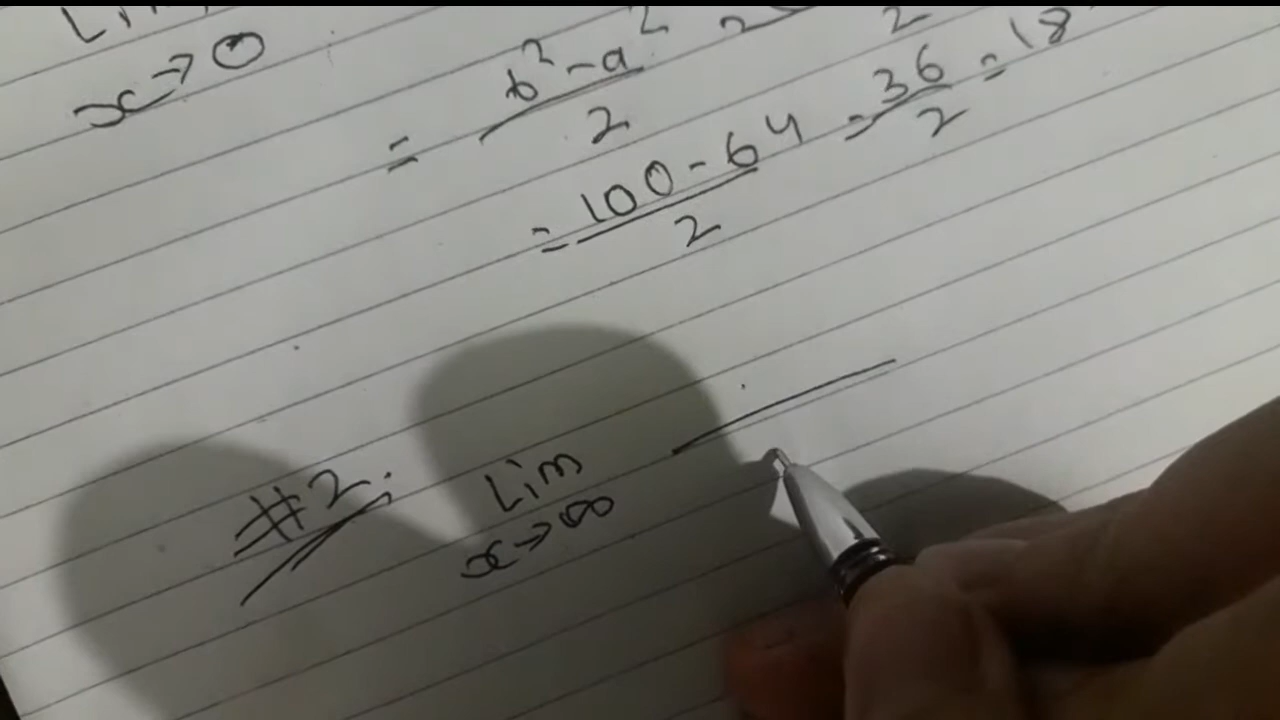 x→0
= b²-a² / 2
= 100-64 / 2 = 36 / 2 = 18
#2. Lim
x→∞